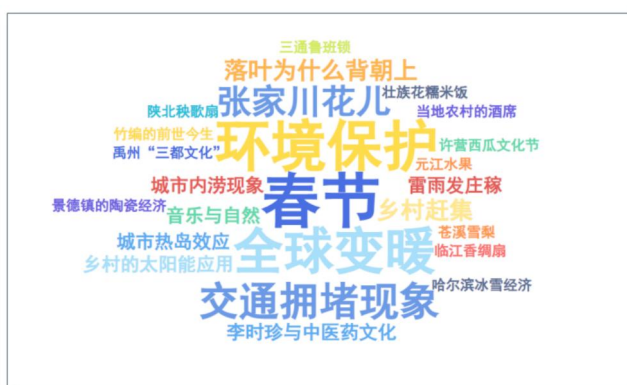 三通鲁班锁
落叶为什么背朝上
张家川花儿
壮族花糯米饭
陕北秧歌扇
当地农村的酒席
竹编的前世今生
环境保护
许营西瓜文化节
禹州“三都文化”
元江水果
城市内涝现象
春节
雷雨发庄稼
景德镇的陶瓷经济
音乐与自然
乡村赶集
苍溪雪梨
城市热岛效应
全球变暖
临江香绸扇
乡村的太阳能应用
交通拥堵现象
哈尔滨冰雪经济
李时珍与中医药文化